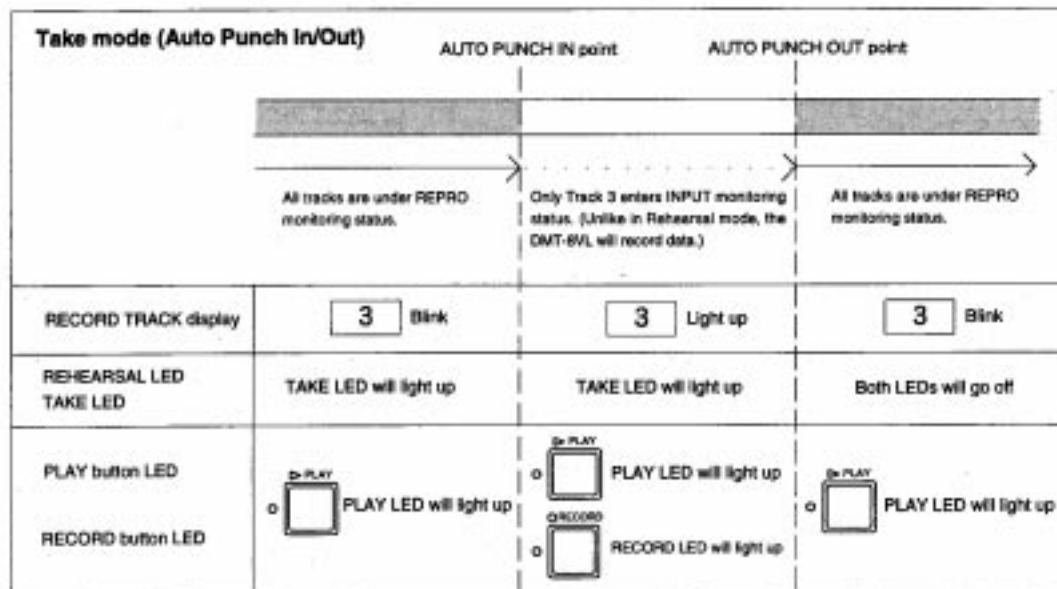 Take mode (Auto Punch In/Out)
AUTO PUNCH IN point
AUTO PUNCH OUT point
All tracks are under REPRO
monitoring status.
Only Track 3 enters INPUT monitoring
status. (Unlike in Rehearsal mode, the
DMT-8VL will record data.)
All tracks are under REPRO
monitoring status.
RECORD TRACK display
3 Blink
3 Light up
3 Blink
REHEARSAL LED
TAKE LED
TAKE LED will light up
TAKE LED will light up
Both LEDs will go off
PLAY button LED
RECORD button LED
PLAY
PLAY LED will light up
PLAY
PLAY LED will light up
RECORD
RECORD LED will light up
PLAY
PLAY LED will light up